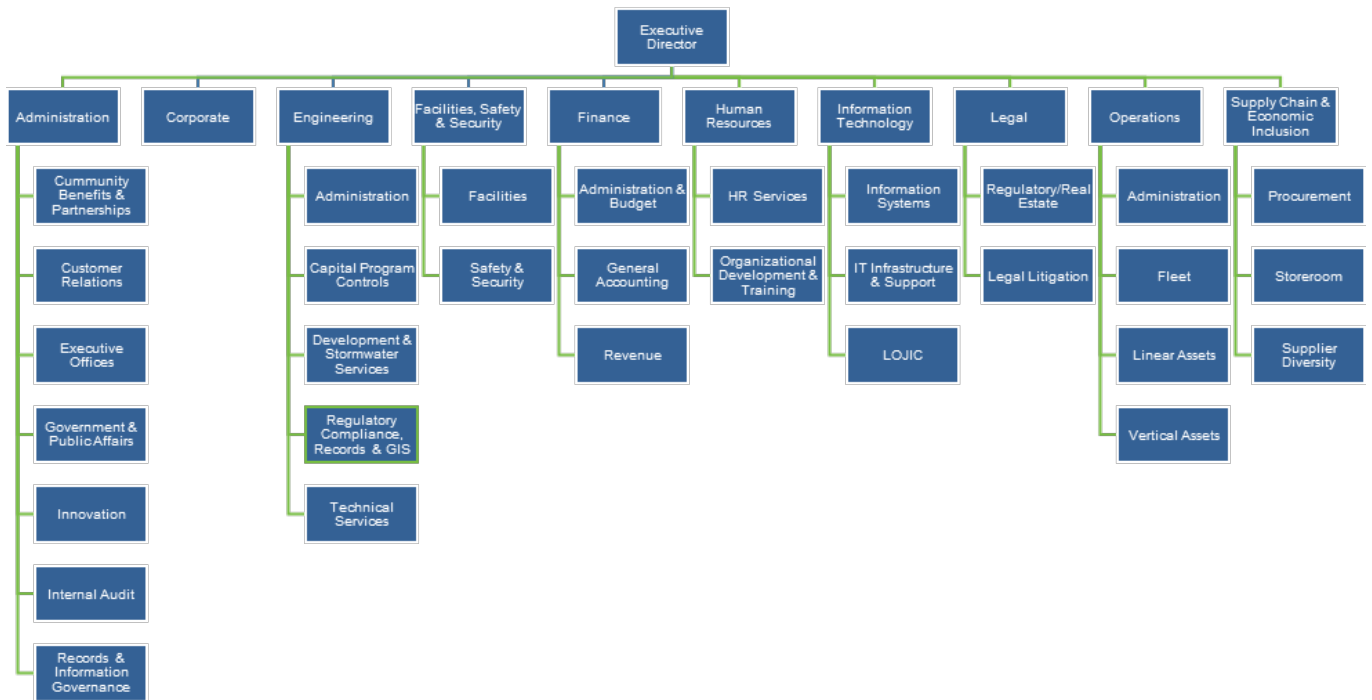 Executive
Director
Administration
Corporate
Engineering
Facilities, Safety
& Security
Finance
Human
Resources
Information
Technology
Legal
Operations
Supply Chain &
Economic
Inclusion
Cummunity
Benefits &
Partnerships
Customer
Relations
Executive
Offices
Government &
Public Affairs
Innovation
Internal Audit
Records &
Information
Governance
Administration
Capital Program
Controls
Development &
Stormwater
Services
Regulatory
Compliance,
Records & GIS
Technical
Services
Facilities
Safety &
Security
Administration &
Budget
General
Accounting
Revenue
HR Services
Organizational
Development &
Training
Information
Systems
IT Infrastructure
& Support
LOJIC
Regulatory/Real
Estate
Legal Litigation
Administration
Fleet
Linear Assets
Vertical Assets
Procurement
Storeroom
Supplier
Diversity